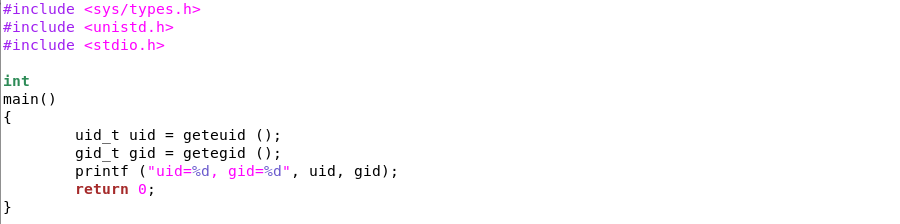 #include <sys/types.h>
#include <unistd.h>
#include <stdio.h>

int
main()
{
        uid_t uid = geteuid ();
        gid_t gid = getegid ();
        printf ("uid=%d, gid=%d", uid, gid);
        return 0;
}